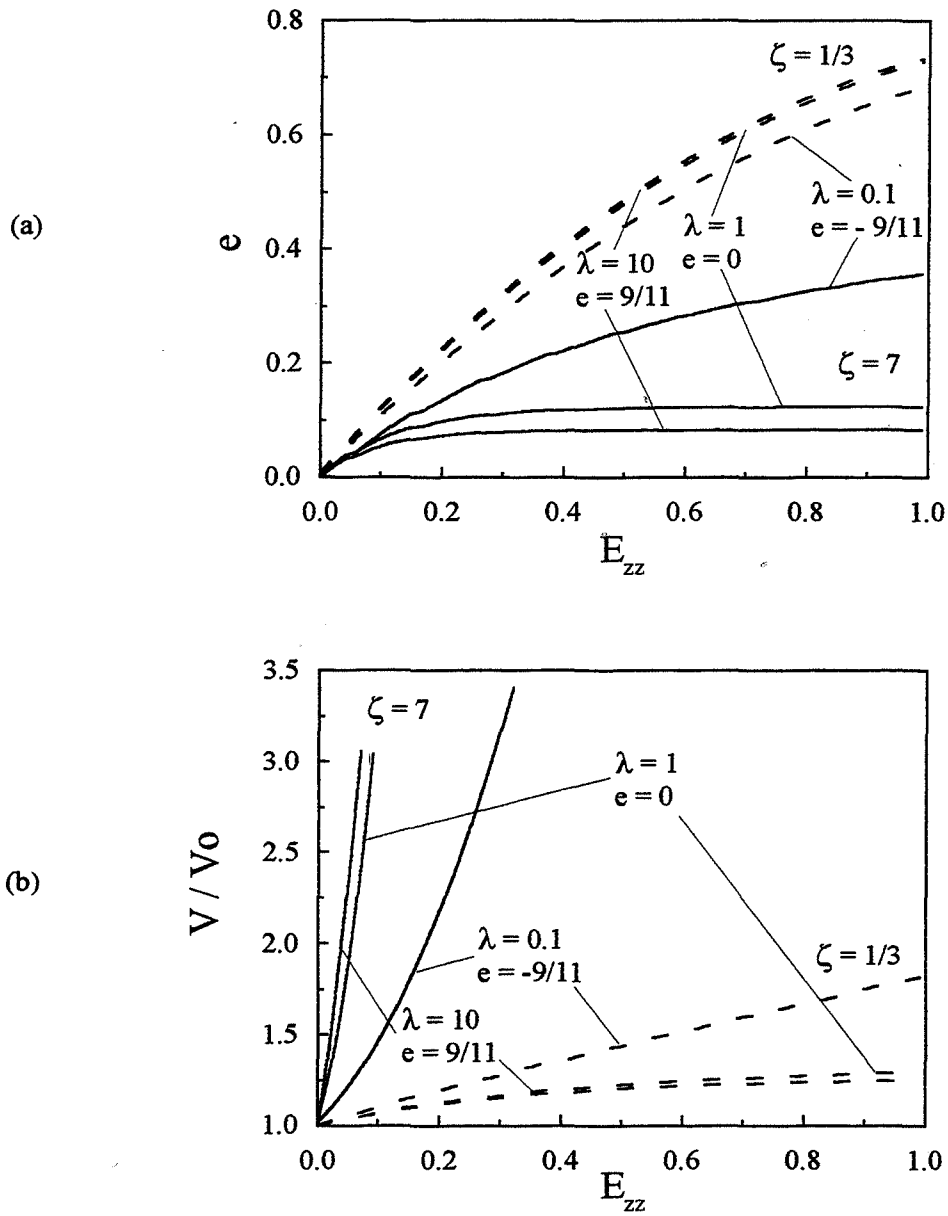 (a)
e
0.8
0.6
0.4
0.2
0.0
ζ = 1/3
λ = 0.1
e = - 9/11
λ = 1
e = 0
λ = 10
e = 9/11
ζ = 7
0.0 0.2 0.4 0.6 0.8 1.0
E_zz
(b)
V / Vo
3.5
3.0
2.5
2.0
1.5
1.0
ζ = 7
λ = 1
e = 0
λ = 0.1
e = -9/11
ζ = 1/3
λ = 10
e = 9/11
0.0 0.2 0.4 0.6 0.8 1.0
E_zz